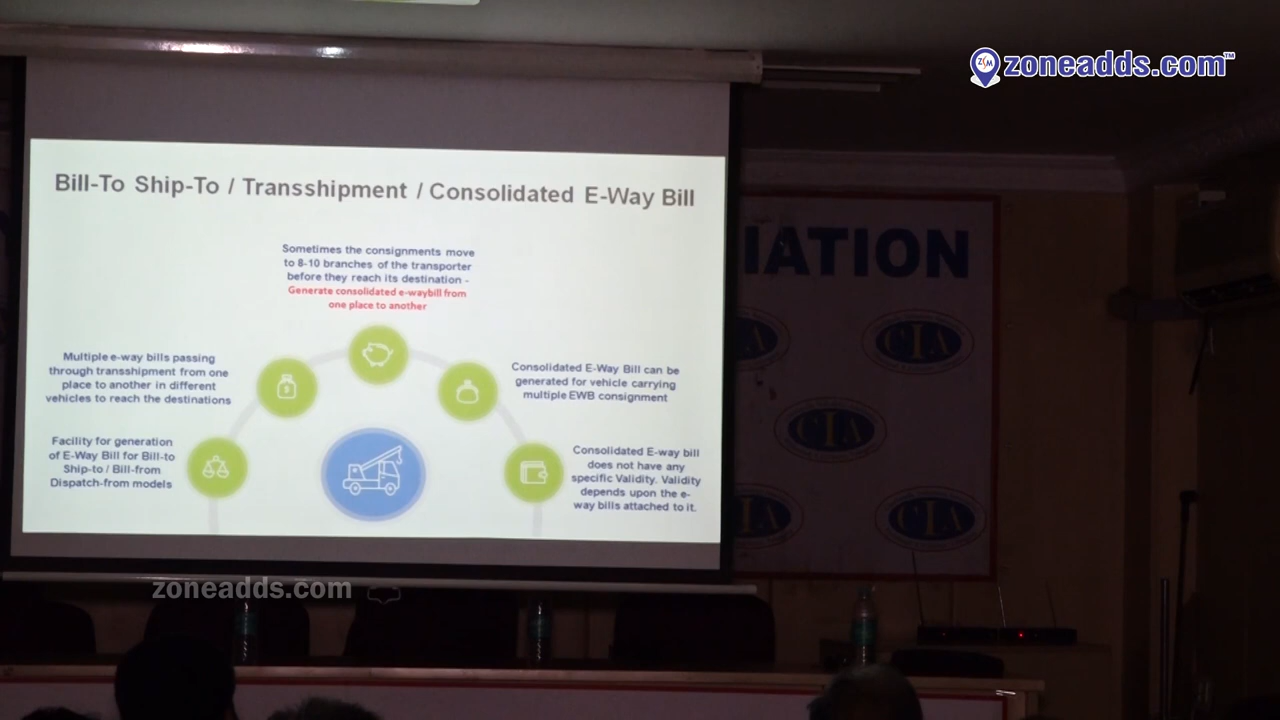 zoneadds.com™
Bill-To Ship-To / Transshipment / Consolidated E-Way Bill
Sometimes the consignments move
to 8-10 branches of the transporter
before they reach its destination -
Generate consolidated e-waybill from
one place to another
Multiple e-way bills passing
through transshipment from one
place to another in different
vehicles to reach the destinations
Consolidated E-Way Bill can be
generated for vehicle carrying
multiple EWB consignment
Facility for generation
of E-Way Bill for Bill-to
Ship-to / Bill-from
Dispatch-from models
Consolidated E-way bill
does not have any
specific Validity. Validity
depends upon the e-
way bills attached to it.
IATION
CIA
CIA
CIA
zoneadds.com